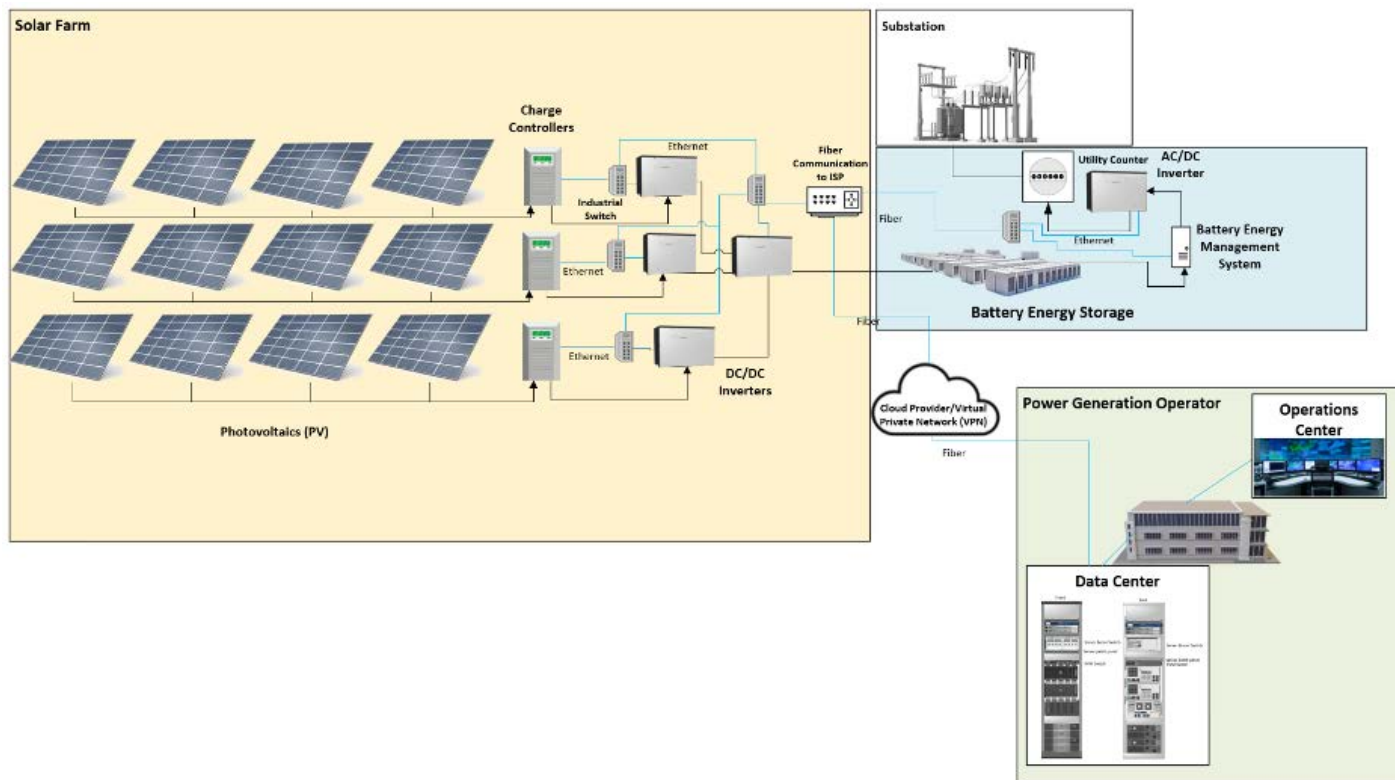 Solar Farm
Substation
Charge
Controllers
Ethernet
Fiber
Communication
to ISP
Industrial
Switch
Ethernet
Ethernet
DC/DC
Inverters
Photovoltaics (PV)
Utility Counter
AC/DC
Inverter
Fiber
Ethernet
Battery Energy
Management
System
Battery Energy Storage
Fiber
Cloud Provider/Virtual
Private Network (VPN)
Fiber
Power Generation Operator
Operations
Center
Data Center